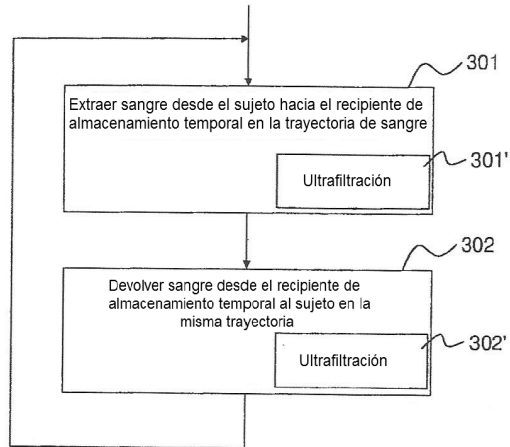 301
Extraer sangre desde el sujeto hacia el recipiente de
almacenamiento temporal en la trayectoria de sangre
301'
Ultrafiltración
302
Devolver sangre desde el recipiente de
almacenamiento temporal al sujeto en la
misma trayectoria
302'
Ultrafiltración